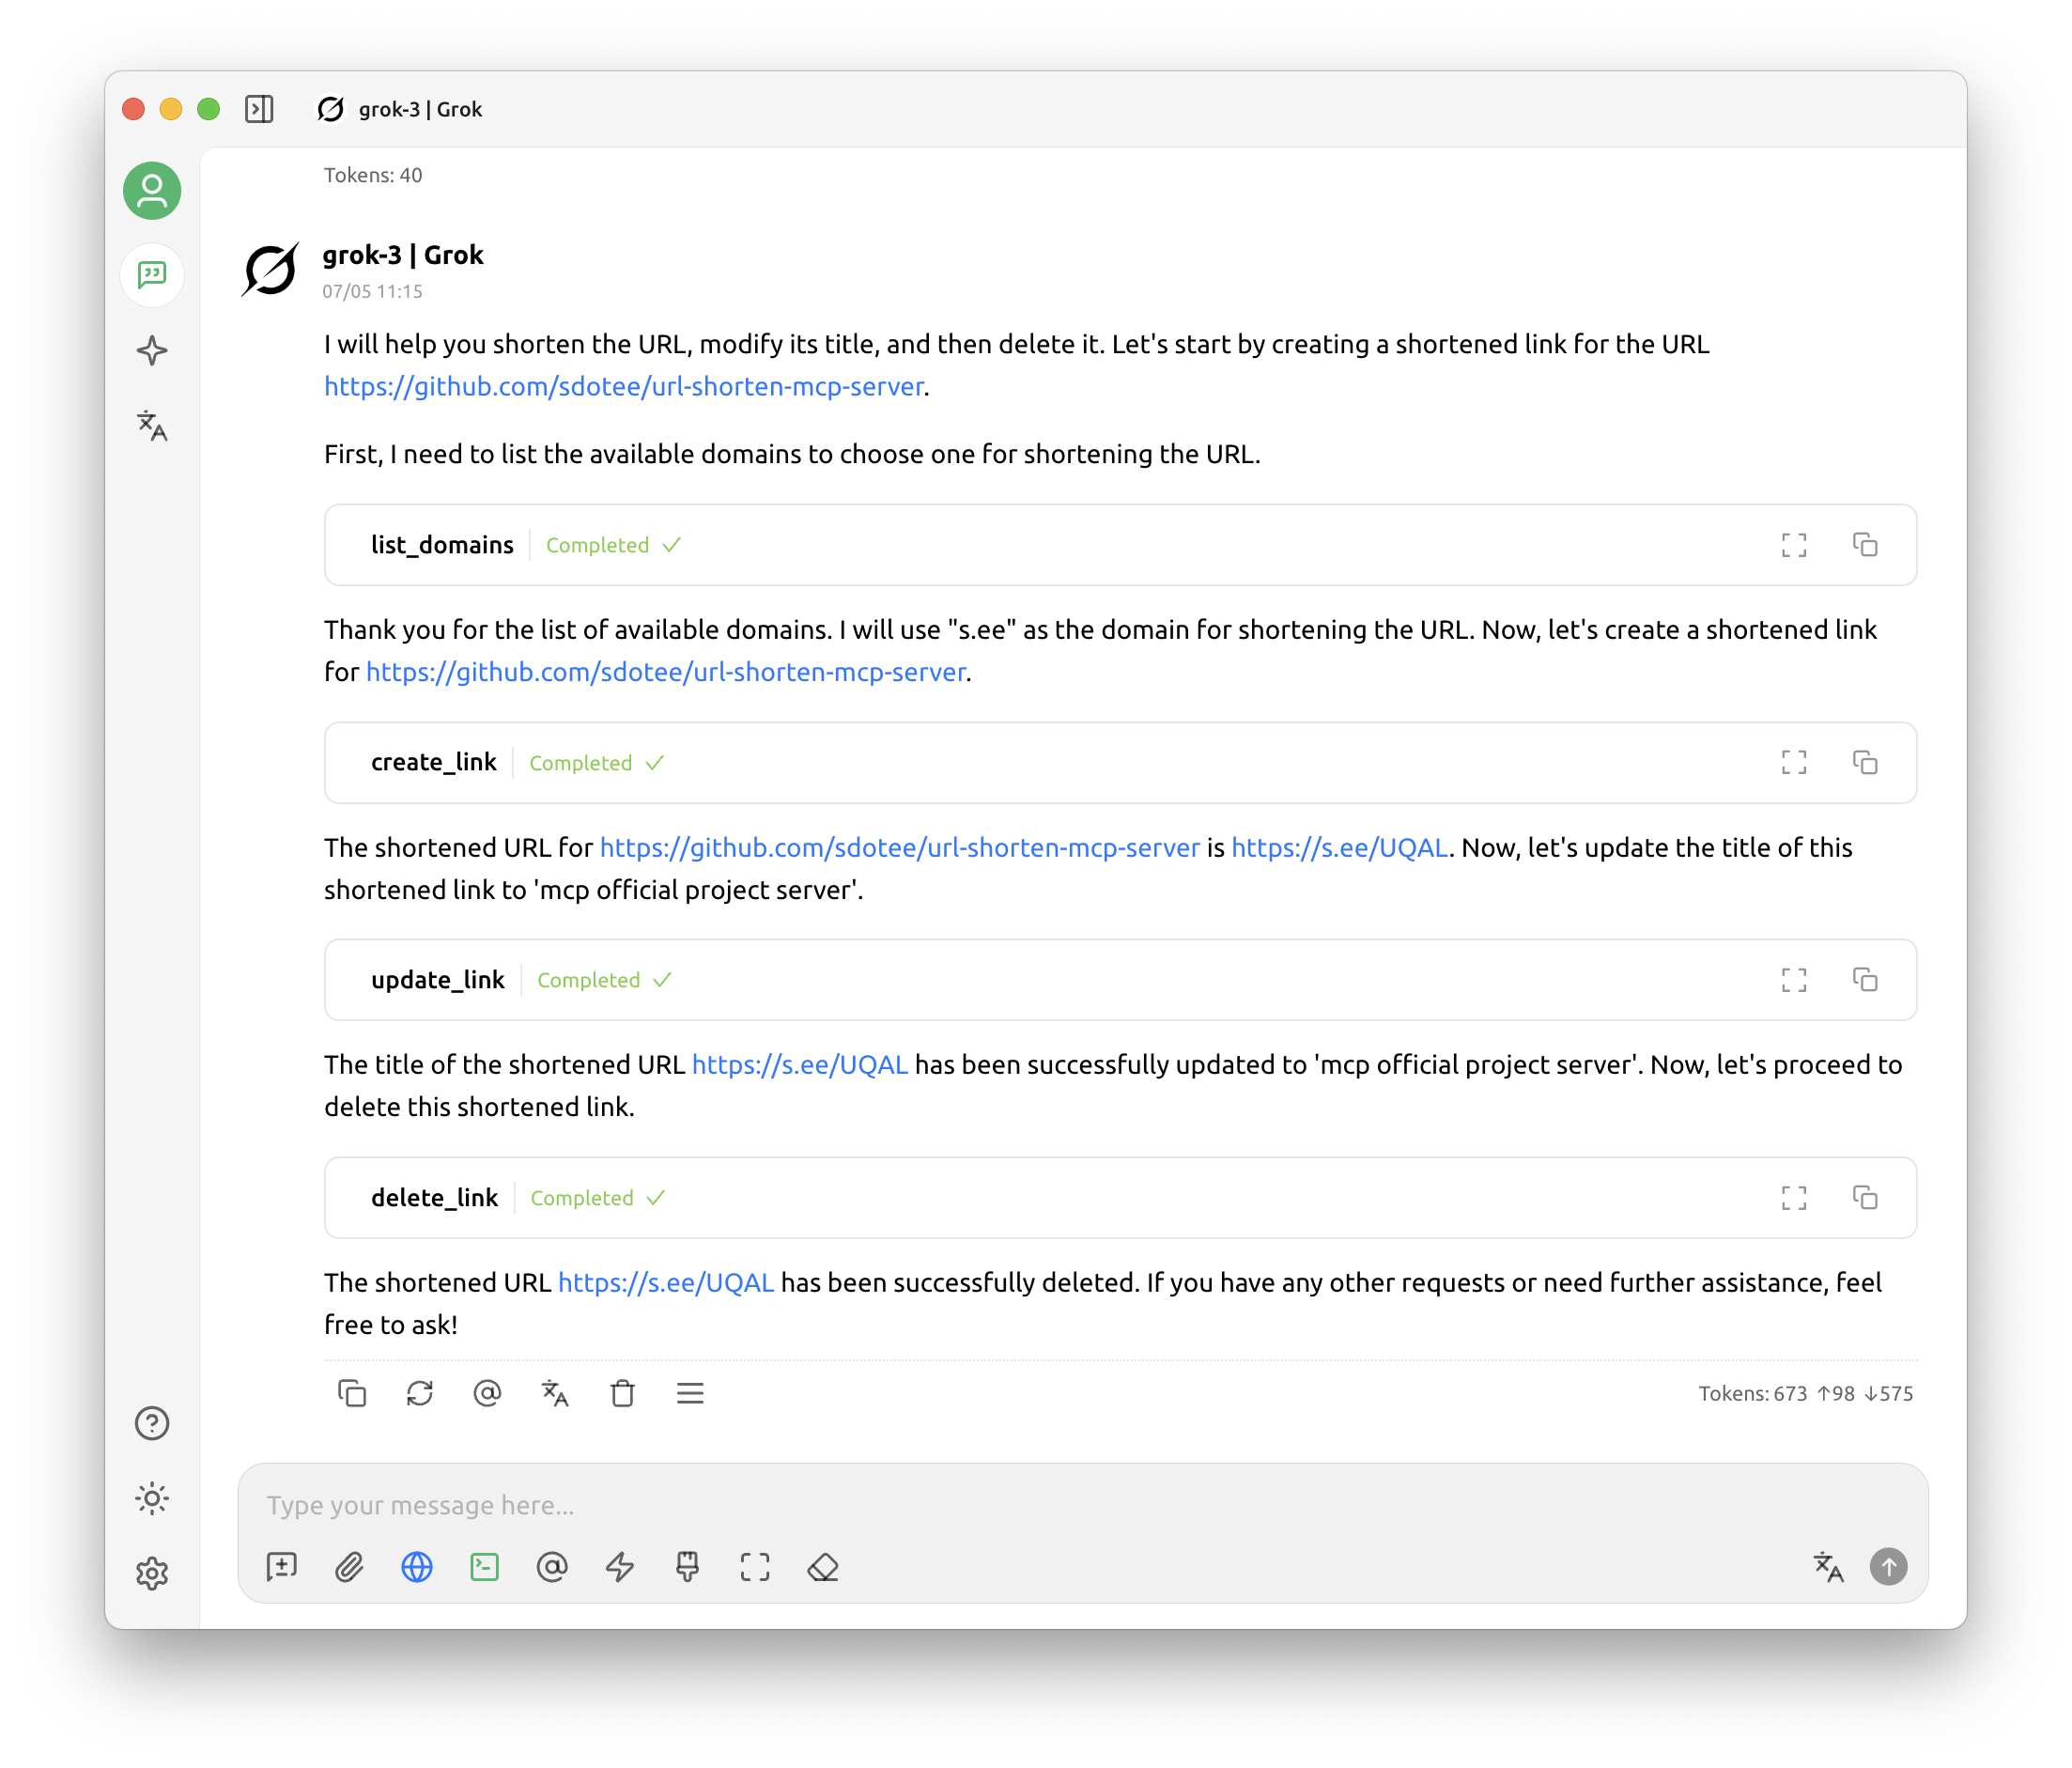 grok-3 | Grok
Tokens: 40
grok-3 | Grok
07/05 11:15
I will help you shorten the URL, modify its title, and then delete it. Let's start by creating a shortened link for the URL
https://github.com/sdotee/url-shorten-mcp-server.
First, I need to list the available domains to choose one for shortening the URL.
list_domains Completed ✓
Thank you for the list of available domains. I will use "s.ee" as the domain for shortening the URL. Now, let's create a shortened link
for https://github.com/sdotee/url-shorten-mcp-server.
create_link Completed ✓
The shortened URL for https://github.com/sdotee/url-shorten-mcp-server is https://s.ee/UQAL. Now, let's update the title of this
shortened link to 'mcp official project server'.
update_link Completed ✓
The title of the shortened URL https://s.ee/UQAL has been successfully updated to 'mcp official project server'. Now, let's proceed to
delete this shortened link.
delete_link Completed ✓
The shortened URL https://s.ee/UQAL has been successfully deleted. If you have any other requests or need further assistance, feel
free to ask!
Tokens: 673 ↑98 ↓575
Type your message here...